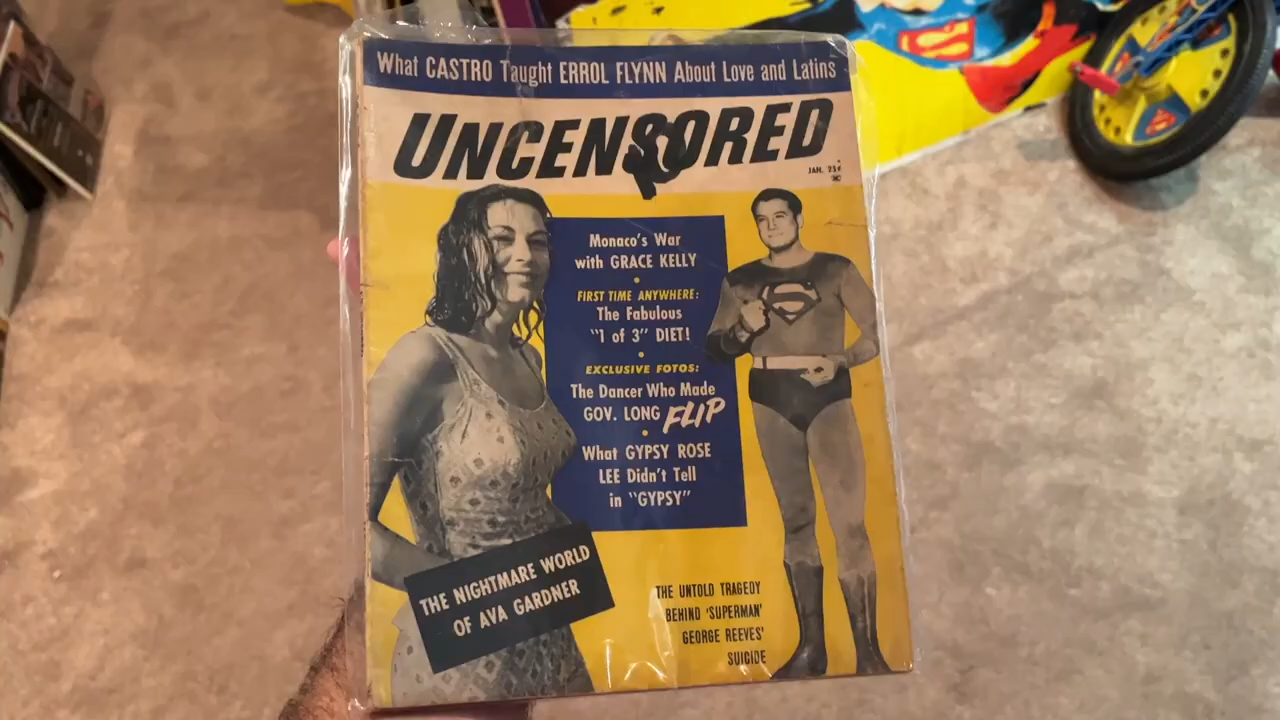 What CASTRO Taught ERROL FLYNN About Love and Latins
UNCENSORED
JAN. 25¢
Monaco's War
with GRACE KELLY
FIRST TIME ANYWHERE:
The Fabulous
"1 of 3" DIET!
EXCLUSIVE FOTOS:
The Dancer Who Made
GOV. LONG FLIP
What GYPSY ROSE
LEE Didn't Tell
in "GYPSY"
THE NIGHTMARE WORLD
OF AVA GARDNER
THE UNTOLD TRAGEDY
BEHIND 'SUPERMAN'
GEORGE REEVES'
SUICIDE